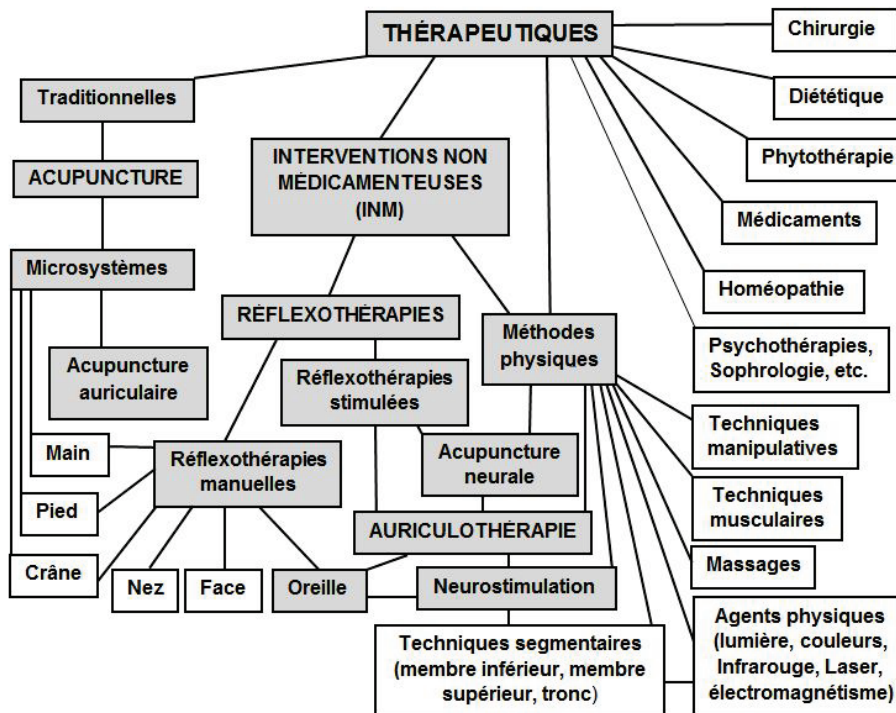 THÉRAPEUTIQUES
Chirurgie
Traditionnelles
Diététique
ACUPUNCTURE
INTERVENTIONS NON
MÉDICAMENTEUSES
(INM)
Phytothérapie
Médicaments
Microsystèmes
Homéopathie
RÉFLEXOTHÉRAPIES
Méthodes
physiques
Psychothérapies,
Sophrologie, etc.
Acupuncture
auriculaire
Réflexothérapies
stimulées
Techniques
manipulatives
Main
Réflexothérapies
manuelles
Acupuncture
neurale
Techniques
musculaires
Pied
AURICULOTHÉRAPIE
Massages
Crâne
Nez
Face
Oreille
Neurostimulation
Techniques segmentaires
(membre inférieur, membre
supérieur, tronc)
Agents physiques
(lumière, couleurs,
Infrarouge, Laser,
électromagnétisme)